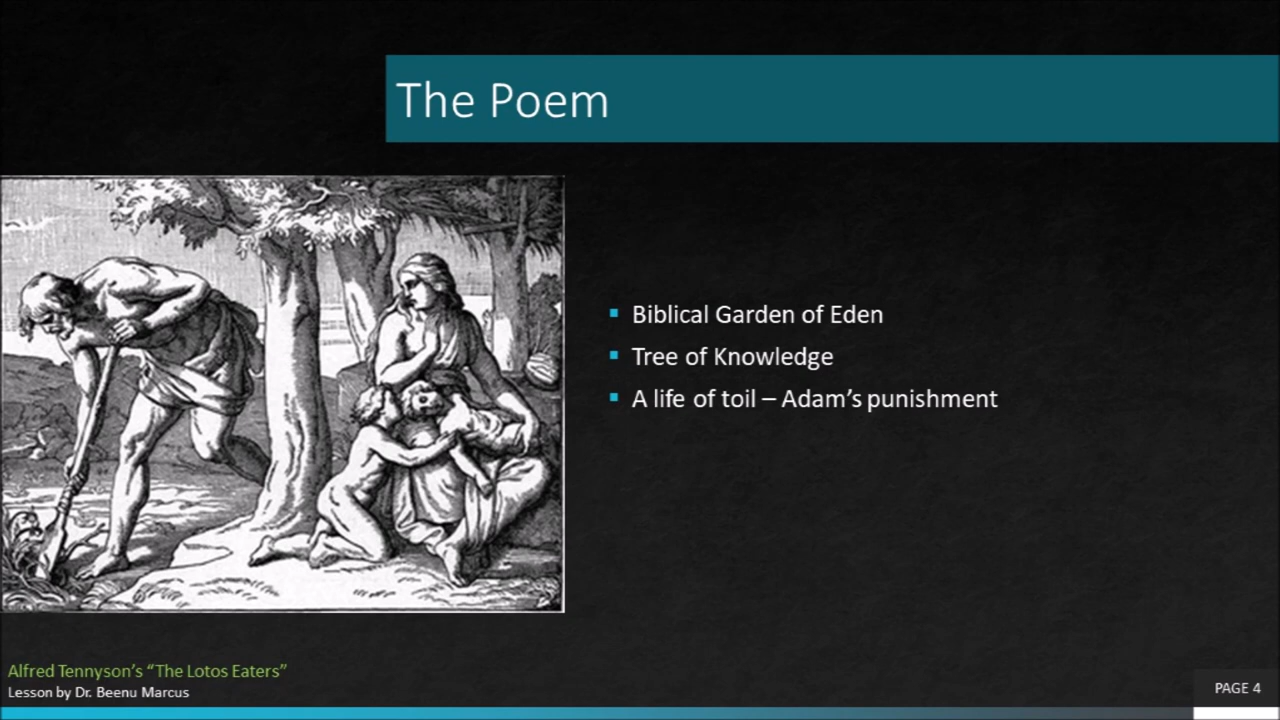 The Poem
Biblical Garden of Eden
Tree of Knowledge
A life of toil – Adam’s punishment
Alfred Tennyson’s “The Lotos Eaters”
Lesson by Dr. Beenu Marcus
PAGE 4